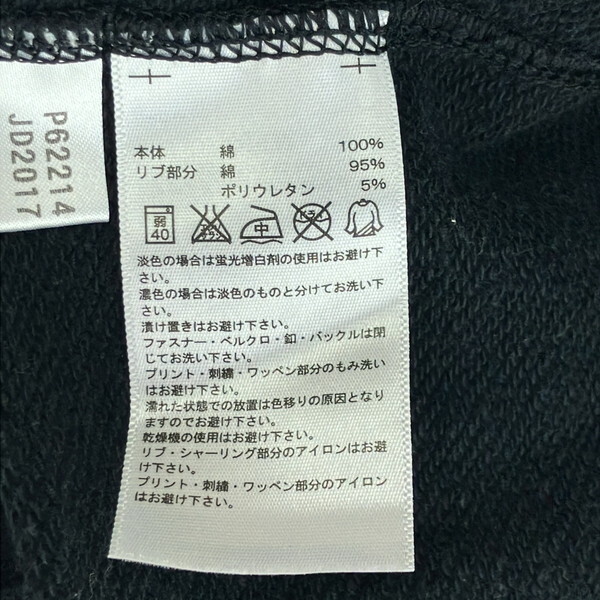 P62214
JD2017
本体 綿 100%
リブ部分 綿 95%
ポリウレタン 5%
弱
40
中
淡色の場合は蛍光増白剤の使用はお避け下
さい。
濃色の場合は淡色のものと分けてお洗い下
さい。
漬け置きはお避け下さい。
ファスナー・ベルクロ・釦・バックルは閉
じてお洗い下さい。
プリント・刺繍・ワッペン部分のもみ洗い
はお避け下さい。
濡れた状態での放置は色移りの原因となり
ますのでお避け下さい。
乾燥機の使用はお避け下さい。
リブ・シャーリング部分のアイロンはお避
け下さい。
プリント・刺繍・ワッペン部分のアイロン
はお避け下さい。